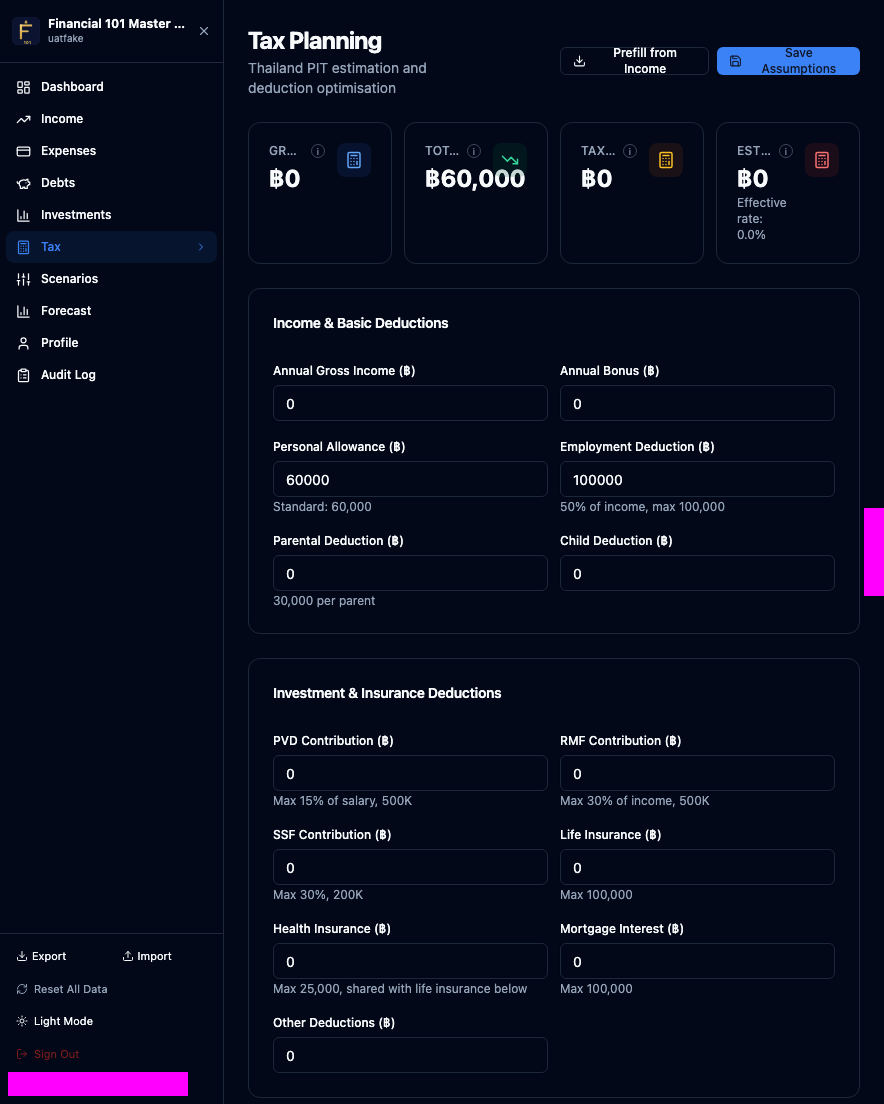 Financial 101 Master ...
uatfake
Dashboard
Income
Expenses
Debts
Investments
Tax
Scenarios
Forecast
Profile
Audit Log
Export
Import
Reset All Data
Light Mode
Sign Out
Tax Planning
Thailand PIT estimation and
deduction optimisation
Prefill from
Income
Save
Assumptions
GR...
฿0
TOT...
฿60,000
TAX...
฿0
EST...
฿0
Effective
rate:
0.0%
Income & Basic Deductions
Annual Gross Income (฿)
0
Annual Bonus (฿)
0
Personal Allowance (฿)
60000
Standard: 60,000
Employment Deduction (฿)
100000
50% of income, max 100,000
Parental Deduction (฿)
0
30,000 per parent
Child Deduction (฿)
0
Investment & Insurance Deductions
PVD Contribution (฿)
0
Max 15% of salary, 500K
RMF Contribution (฿)
0
Max 30% of income, 500K
SSF Contribution (฿)
0
Max 30%, 200K
Life Insurance (฿)
0
Max 100,000
Health Insurance (฿)
0
Max 25,000, shared with life insurance below
Mortgage Interest (฿)
0
Max 100,000
Other Deductions (฿)
0